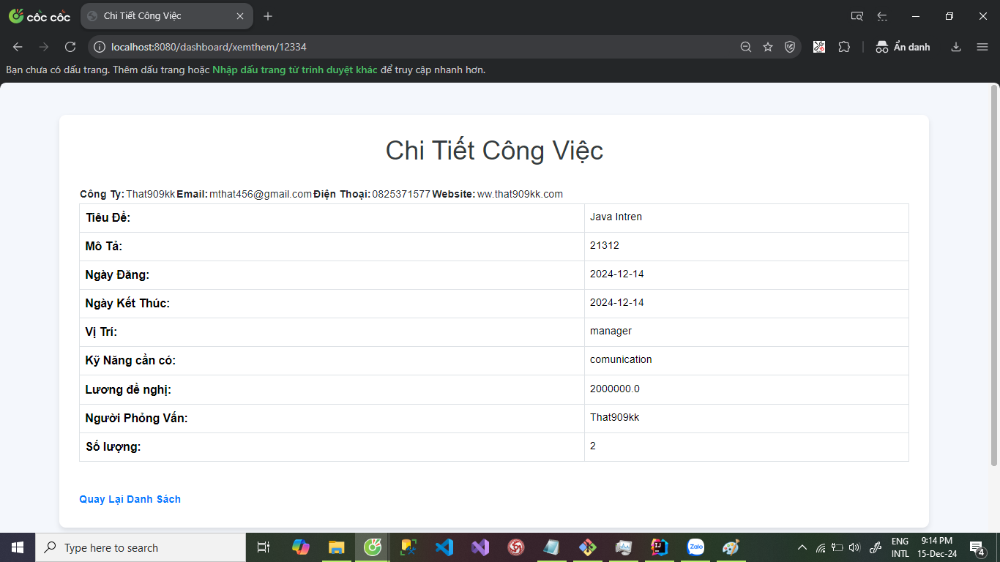 cốc cốc
Chi Tiết Công Việc
localhost:8080/dashboard/xemthem/12334
Ẩn danh
Bạn chưa có dấu trang. Thêm dấu trang hoặc Nhập dấu trang từ trình duyệt khác để truy cập nhanh hơn.
Chi Tiết Công Việc
Công Ty: That909kk Email: mthat456@gmail.com Điện Thoại: 0825371577 Website: ww.that909kk.com
Tiêu Đề: Java Intren
Mô Tả: 21312
Ngày Đăng: 2024-12-14
Ngày Kết Thúc: 2024-12-14
Vị Trí: manager
Kỹ Năng cần có: comunication
Lương đề nghị: 2000000.0
Người Phỏng Vấn: That909kk
Số lượng: 2
Quay Lại Danh Sách
Type here to search
Zalo
ENG
INTL
9:14 PM
15-Dec-24
4